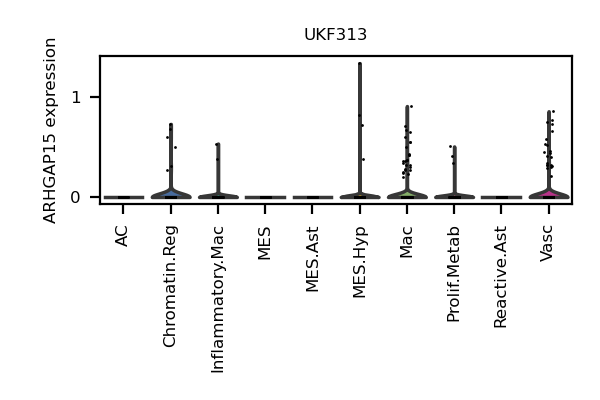 UKF313
ARHGAP15 expression
1
0
AC
Chromatin.Reg
Inflammatory.Mac
MES
MES.Ast
MES.Hyp
Mac
Prolif.Metab
Reactive.Ast
Vasc